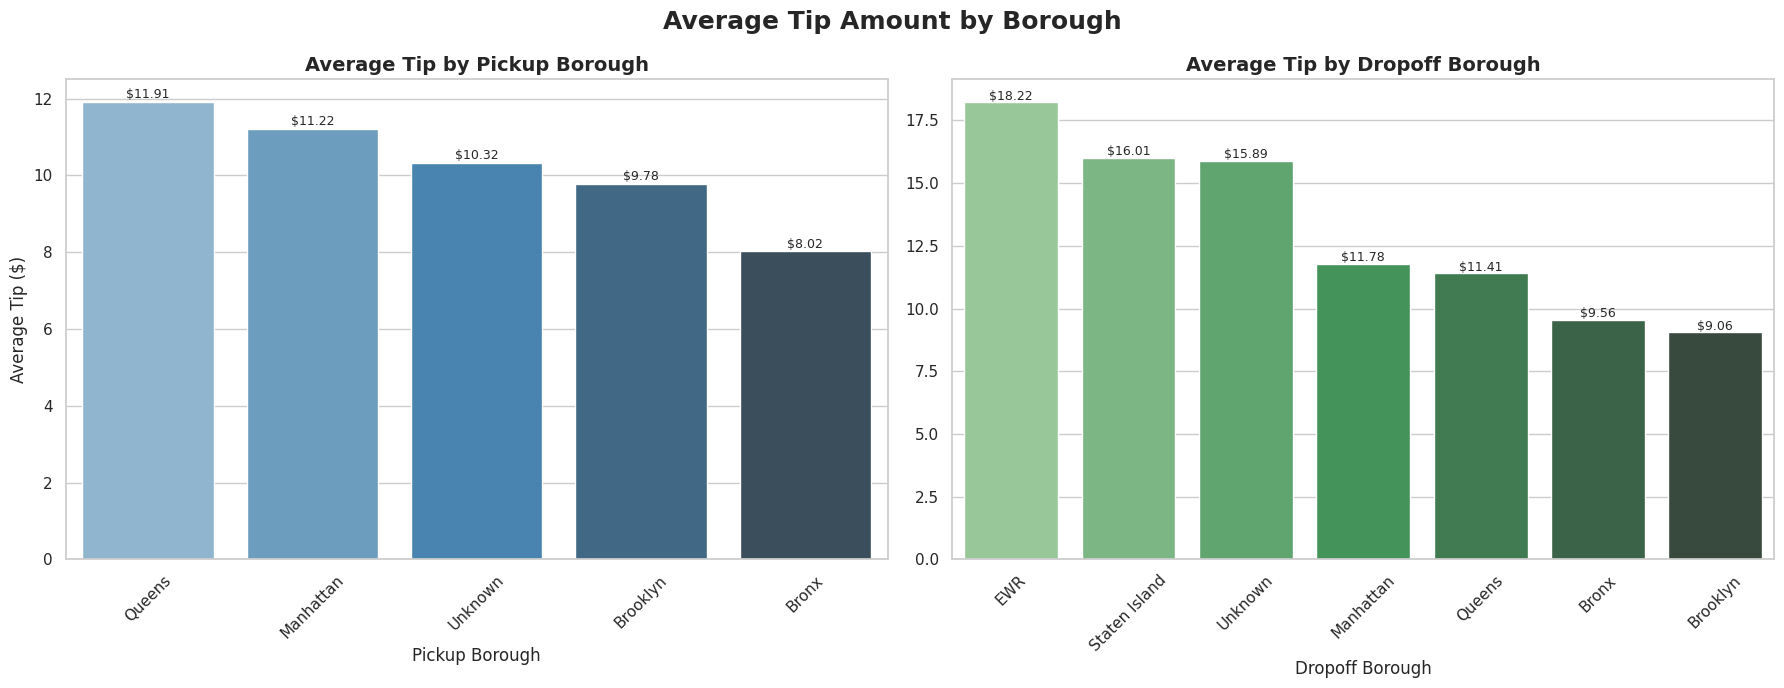 Average Tip Amount by Borough
Average Tip by Pickup Borough
Average Tip ($)
12
10
8
6
4
2
0
$11.91
$11.22
$10.32
$9.78
$8.02
Queens
Manhattan
Unknown
Brooklyn
Bronx
Pickup Borough
Average Tip by Dropoff Borough
17.5
15.0
12.5
10.0
7.5
5.0
2.5
0.0
$18.22
$16.01
$15.89
$11.78
$11.41
$9.56
$9.06
EWR
Staten Island
Unknown
Manhattan
Queens
Bronx
Brooklyn
Dropoff Borough